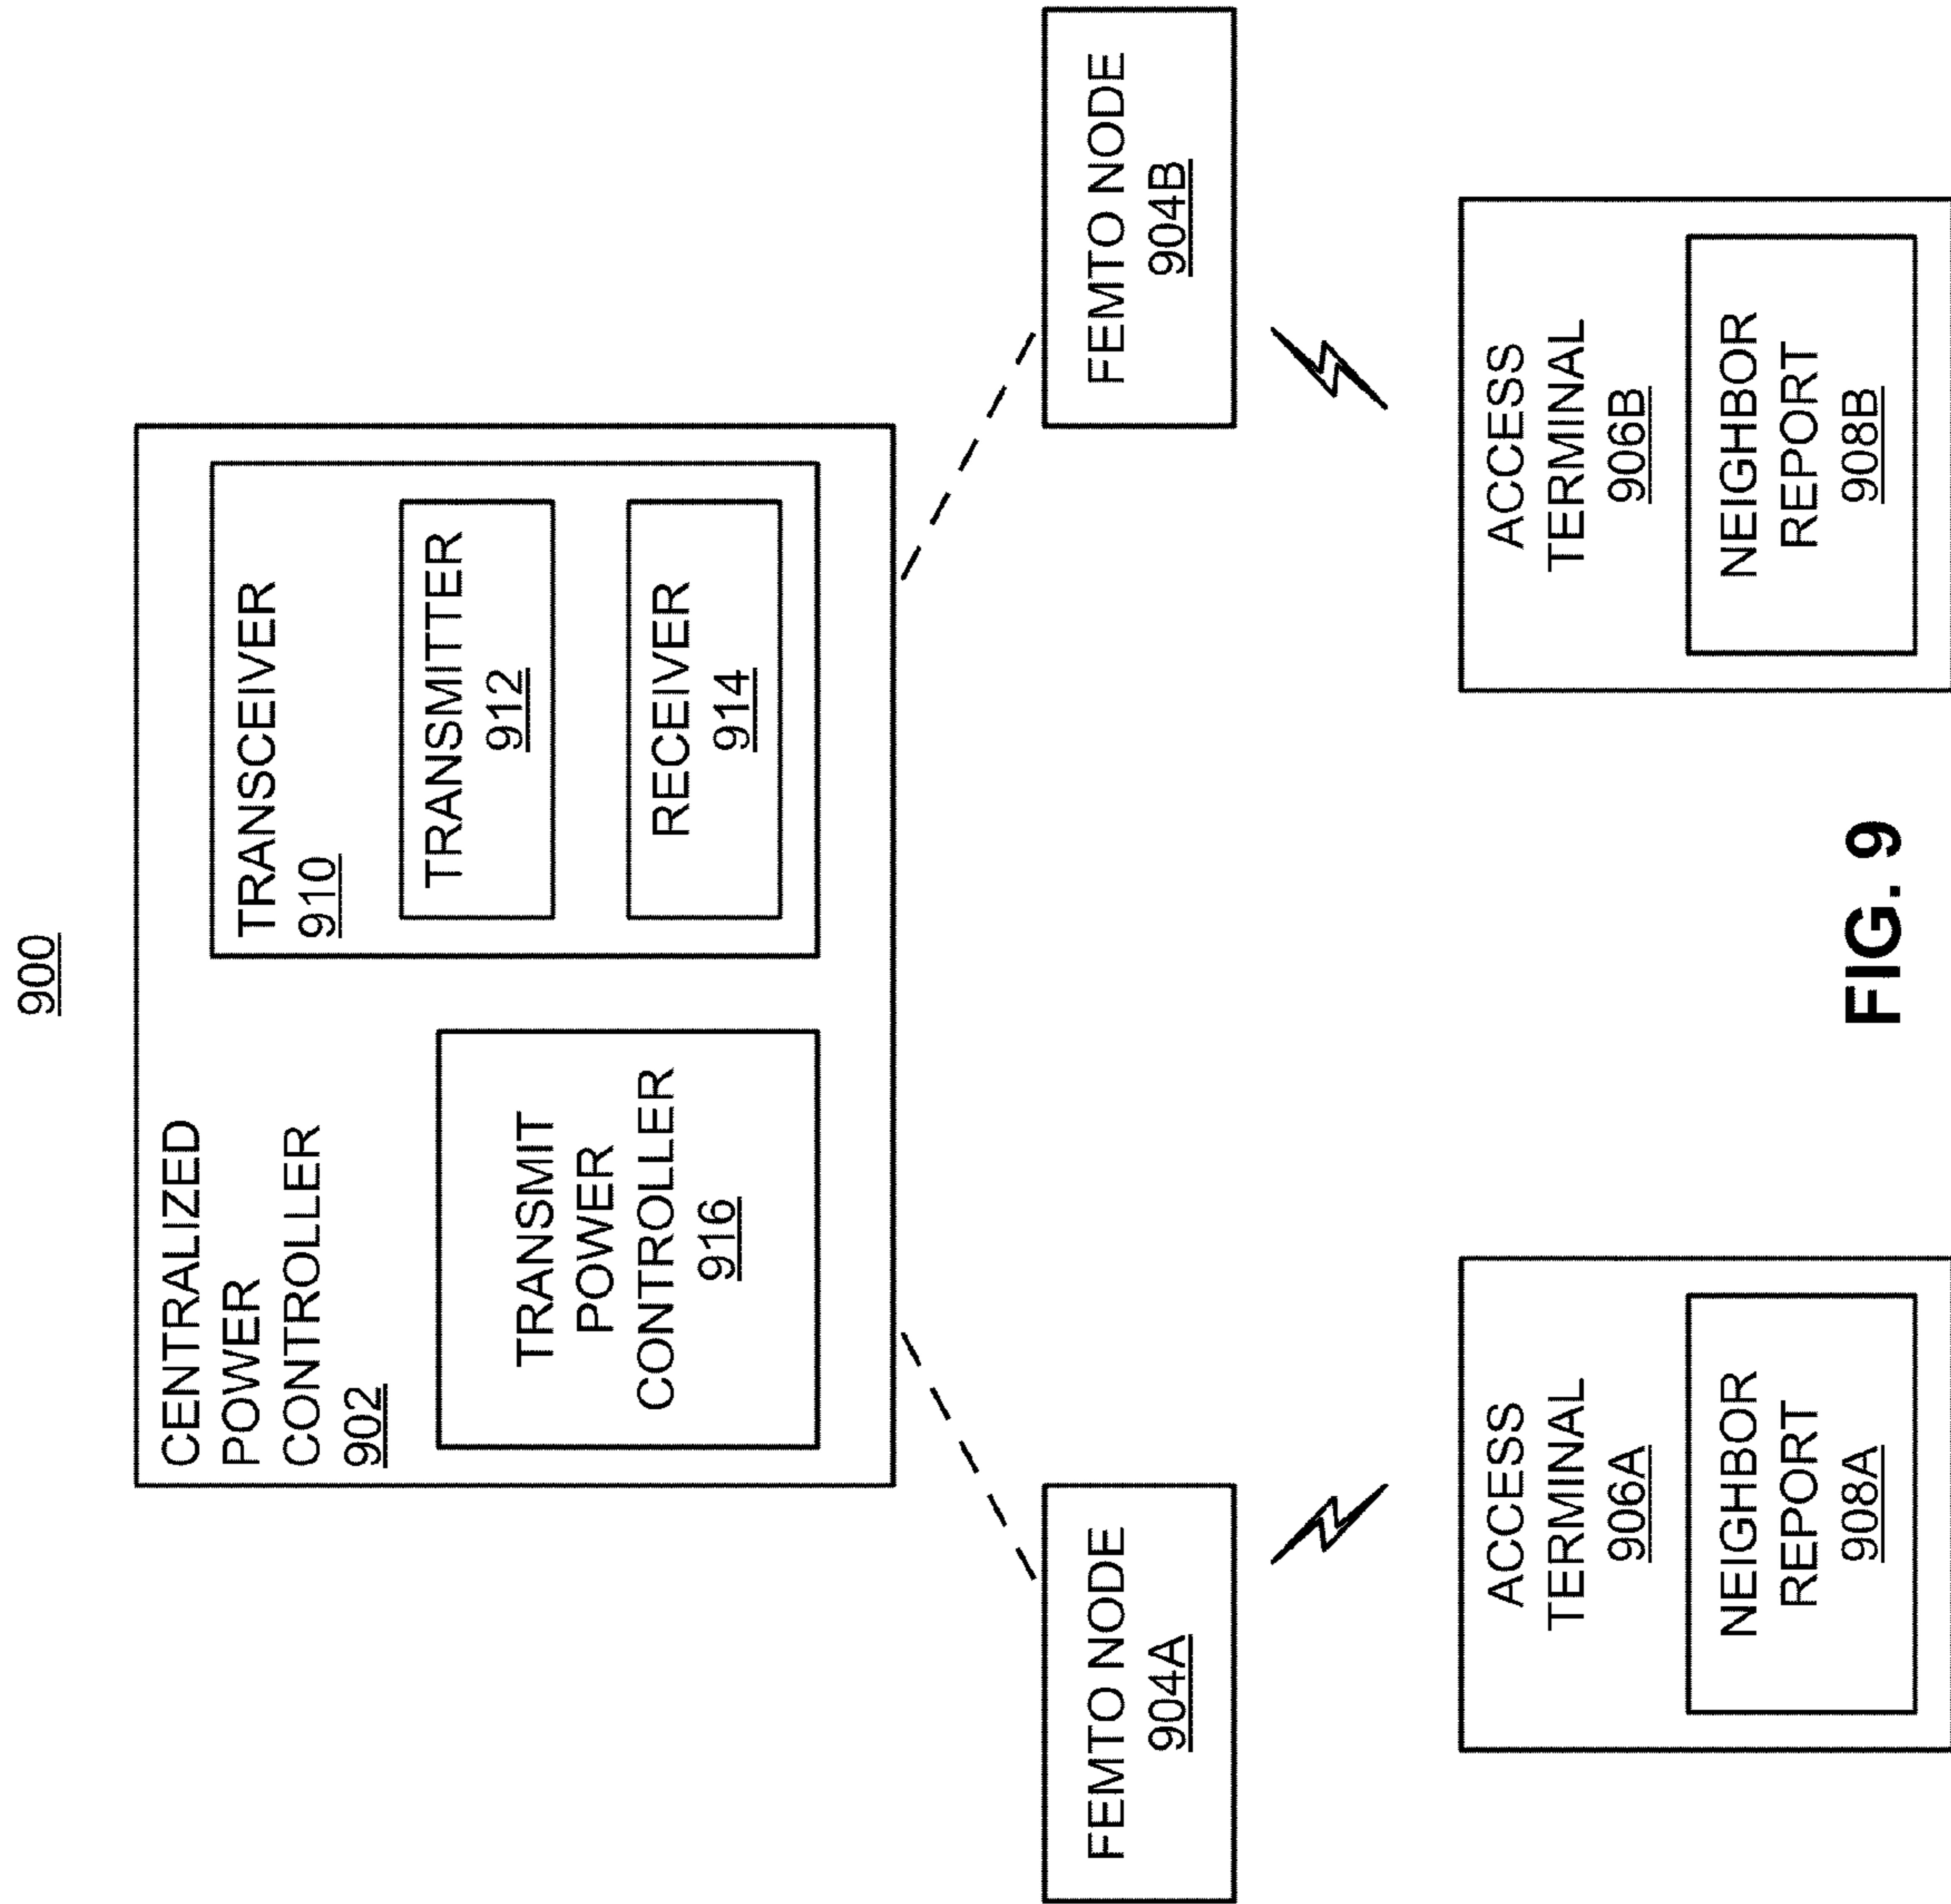 900
CENTRALIZED
POWER
CONTROLLER
902
TRANSMIT
POWER
CONTROLLER
916
TRANSCEIVER
910
TRANSMITTER
912
RECEIVER
914
FEMTO NODE
904A
FEMTO NODE
904B
ACCESS
TERMINAL
906A
NEIGHBOR
REPORT
908A
ACCESS
TERMINAL
906B
NEIGHBOR
REPORT
908B
FIG. 9